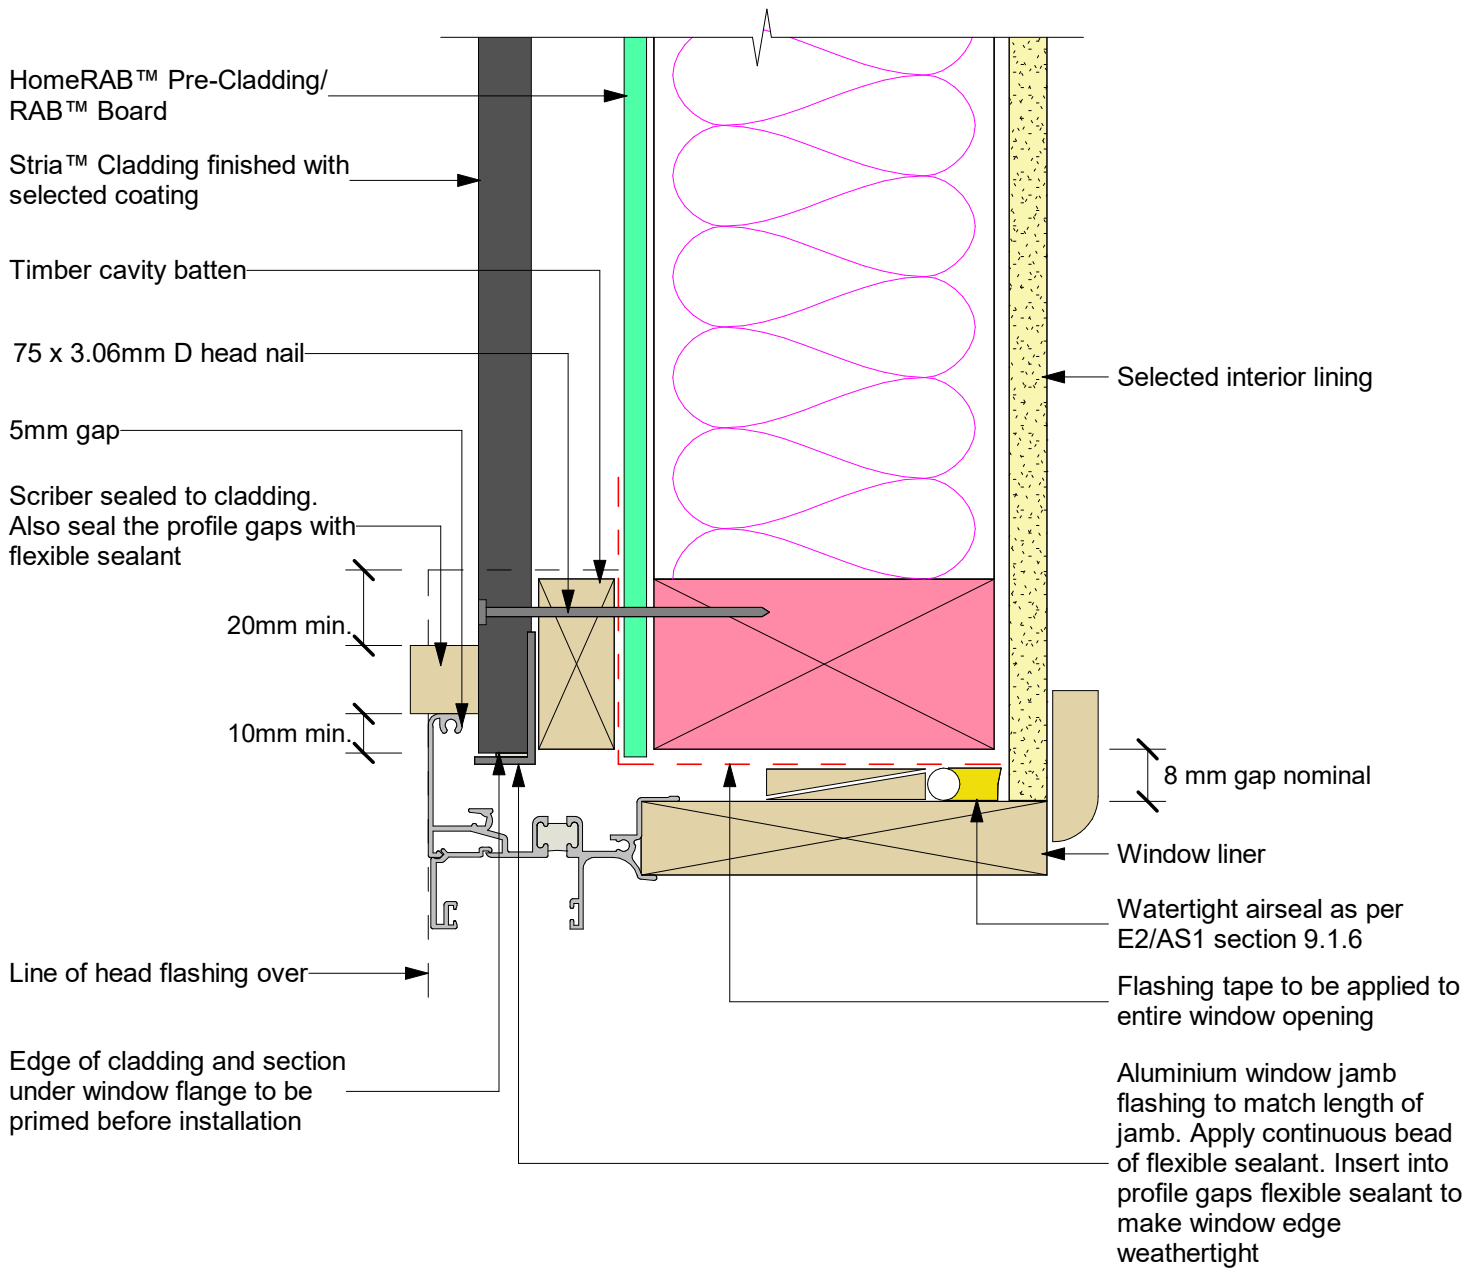 HomeRAB™ Pre-Cladding/
RAB™ Board
Stria™ Cladding finished with
selected coating
Timber cavity batten
75 x 3.06mm D head nail
5mm gap
Scriber sealed to cladding.
Also seal the profile gaps with
flexible sealant
20mm min.
10mm min.
Line of head flashing over
Edge of cladding and section
under window flange to be
primed before installation
Selected interior lining
8 mm gap nominal
Window liner
Watertight airseal as per
E2/AS1 section 9.1.6
Flashing tape to be applied to
entire window opening
Aluminium window jamb
flashing to match length of
jamb. Apply continuous bead
of flexible sealant. Insert into
profile gaps flexible sealant to
make window edge
weathertight